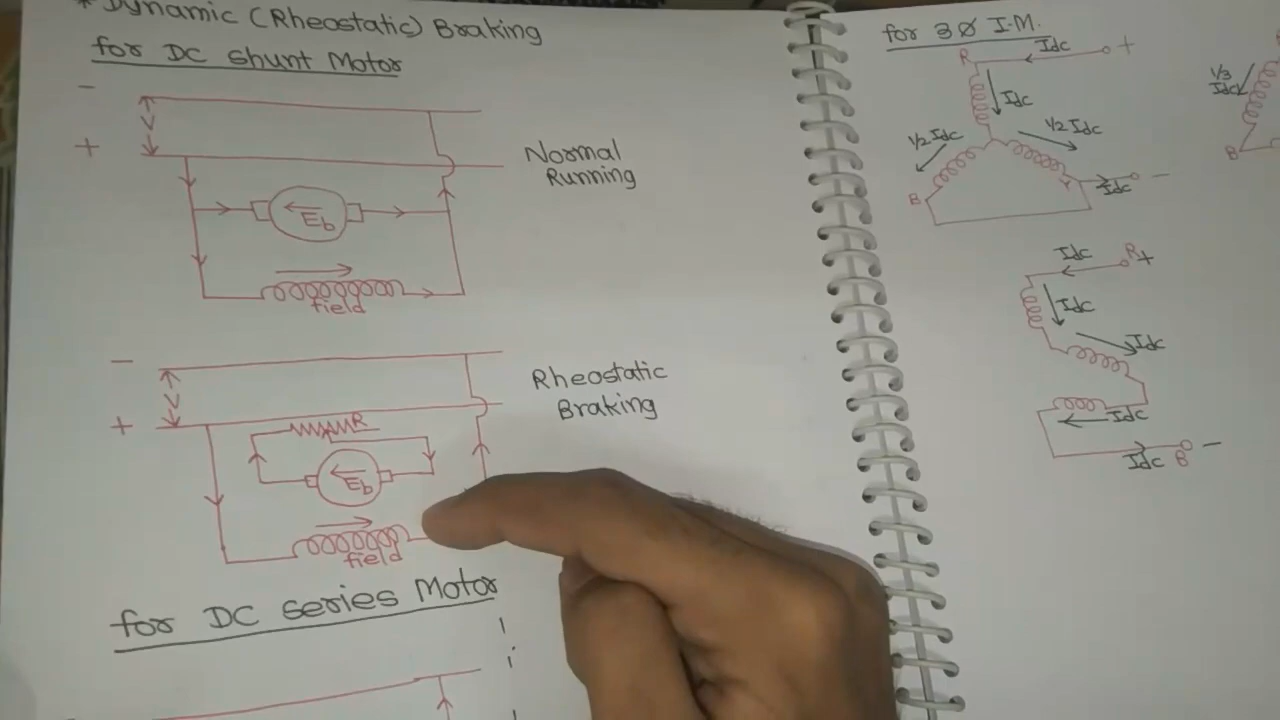 * Dynamic (Rheostatic) Braking
for DC Shunt Motor
-
+
V
Eb
field
Normal
Running
-
+
V
R
Eb
field
Rheostatic
Braking
for DC Series Motor
for 3Ø I.M.
R
Idc
+
Idc
1/2 Idc
1/2 Idc
B
Y
Idc
-
Idc
R+
Idc
Idc
Idc
Idc
B
-
1/3
Idc
B